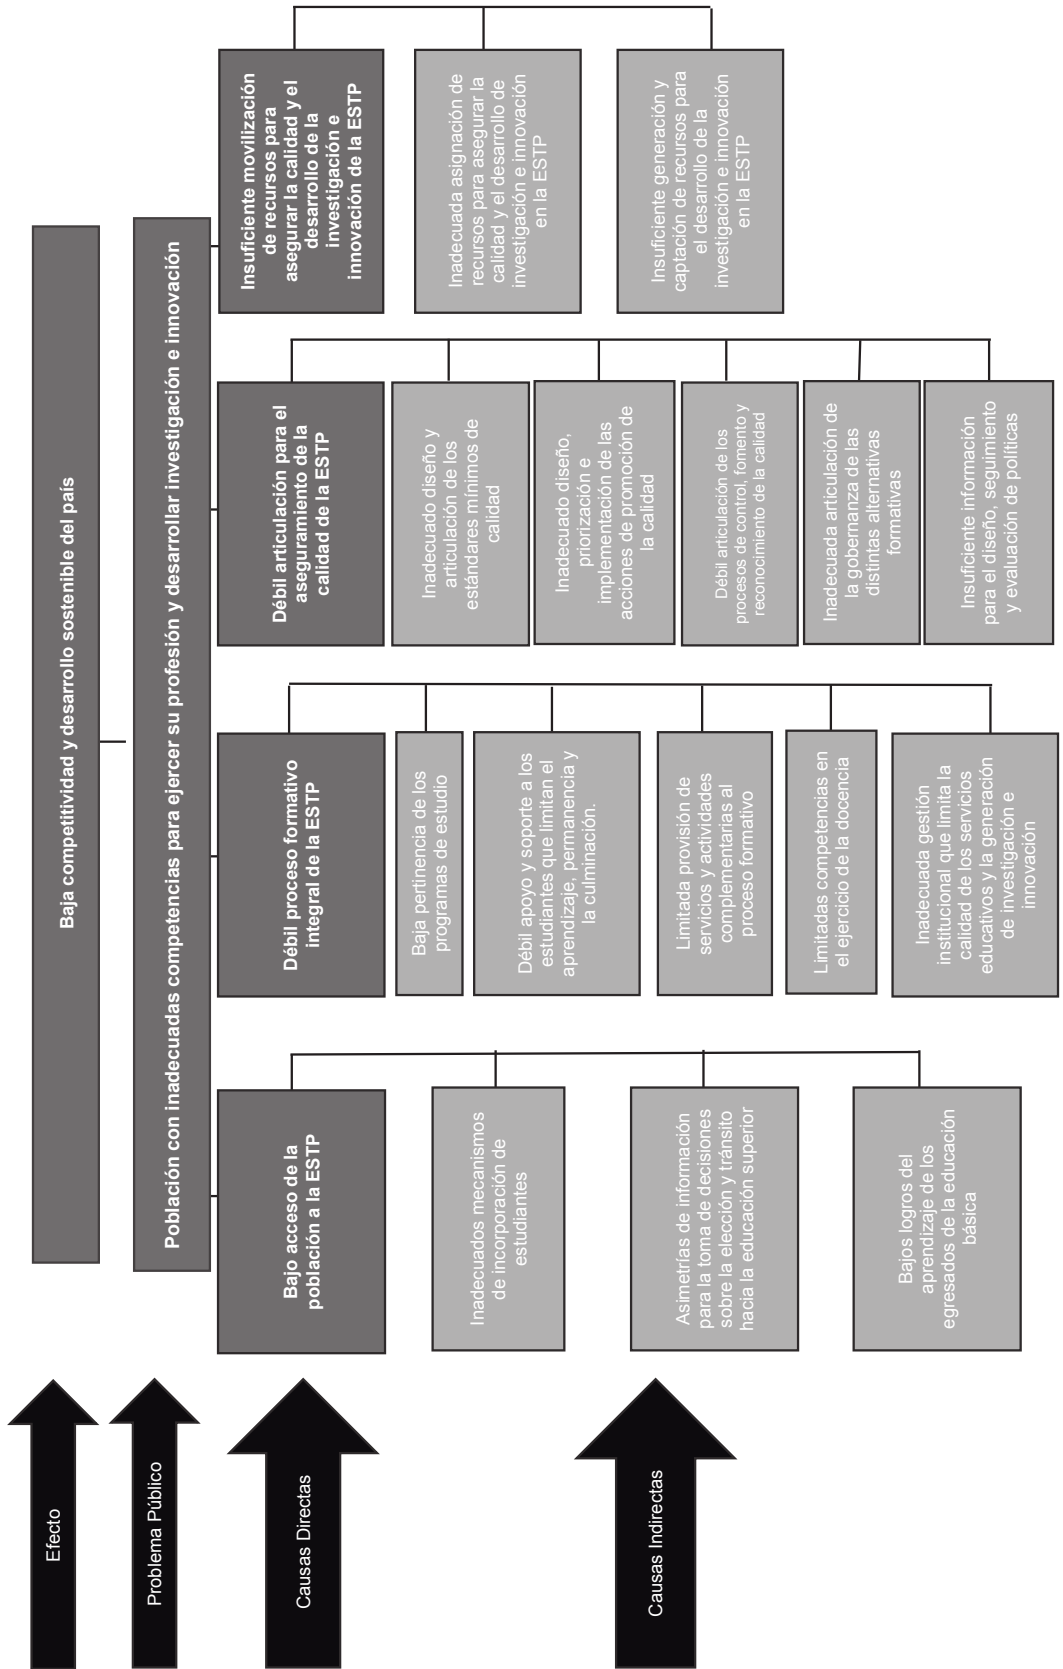 Efecto
Baja competitividad y desarrollo sostenible del país
Problema Público
Población con inadecuadas competencias para ejercer su profesión y desarrollar investigación e innovación
Causas Directas
Bajo acceso de la
población a la ESTP
Débil proceso formativo
integral de la ESTP
Débil articulación para el
aseguramiento de la
calidad de la ESTP
Insuficiente movilización
de recursos para
asegurar la calidad y el
desarrollo de la
investigación e
innovación de la ESTP
Causas Indirectas
Inadecuados mecanismos
de incorporación de
estudiantes
Asimetrías de información
para la toma de decisiones
sobre la elección y tránsito
hacia la educación superior
Bajos logros del
aprendizaje de los
egresados de la educación
básica
Baja pertinencia de los
programas de estudio
Débil apoyo y soporte a los
estudiantes que limitan el
aprendizaje, permanencia y
la culminación.
Limitada provisión de
servicios y actividades
complementarias al
proceso formativo
Limitadas competencias en
el ejercicio de la docencia
Inadecuada gestión
institucional que limita la
calidad de los servicios
educativos y la generación
de investigación e
innovación
Inadecuado diseño y
articulación de los
estándares mínimos de
calidad
Inadecuado diseño,
priorización e
implementación de las
acciones de promoción de
la calidad
Débil articulación de los
procesos de control, fomento y
reconocimiento de la calidad
Inadecuada articulación de
la gobernanza de las
distintas alternativas
formativas
Insuficiente información
para el diseño, seguimiento
y evaluación de políticas
Inadecuada asignación de
recursos para asegurar la
calidad y el desarrollo de
investigación e innovación
en la ESTP
Insuficiente generación y
captación de recursos para
el desarrollo de la
investigación e innovación
en la ESTP